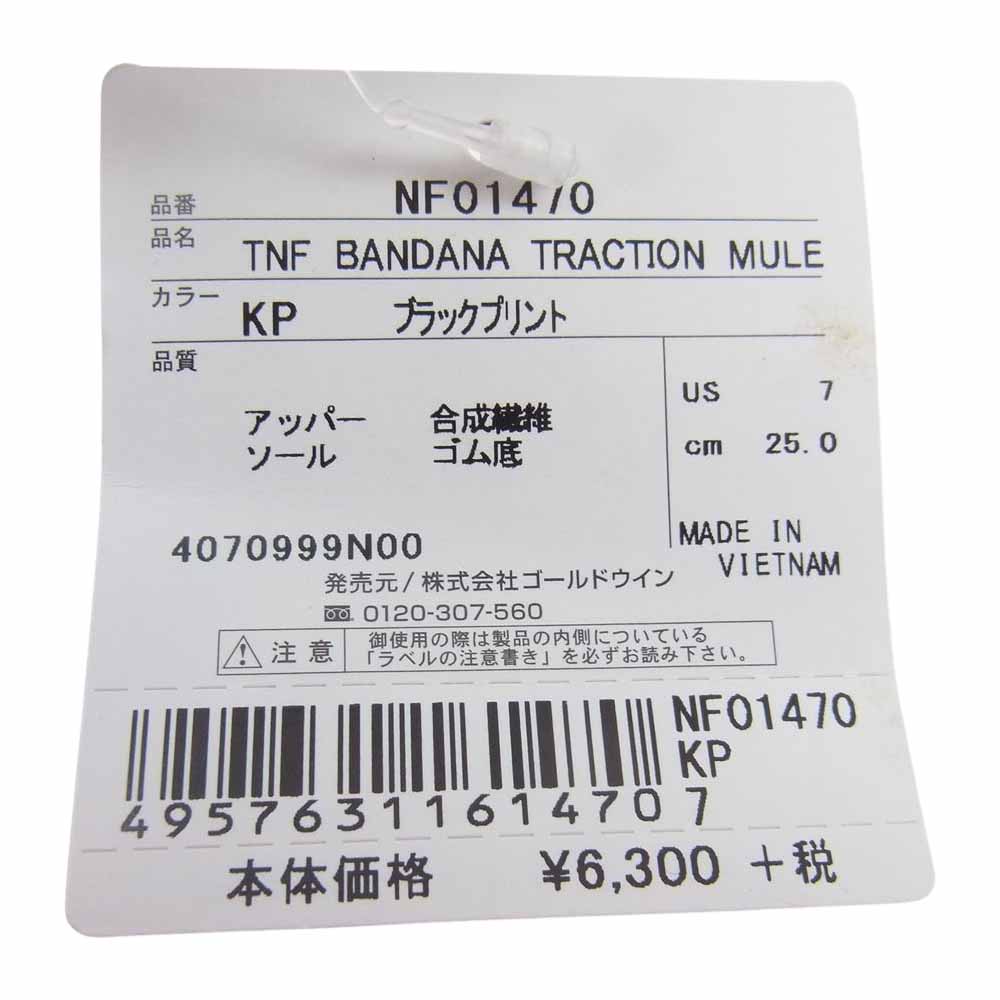 品番 NF01470
品名 TNF BANDANA TRACTION MULE
カラー KP ブラックプリント
品質
アッパー 合成繊維
ソール ゴム底
US 7
cm 25.0
MADE IN
VIETNAM
4070999N00
発売元/株式会社ゴールドウイン
0120-307-560
注意
御使用の際は製品の内側についている
「ラベルの注意書き」を必ずお読み下さい。
NF01470
KP
4957631161470７
本体価格 ¥6,300 +税